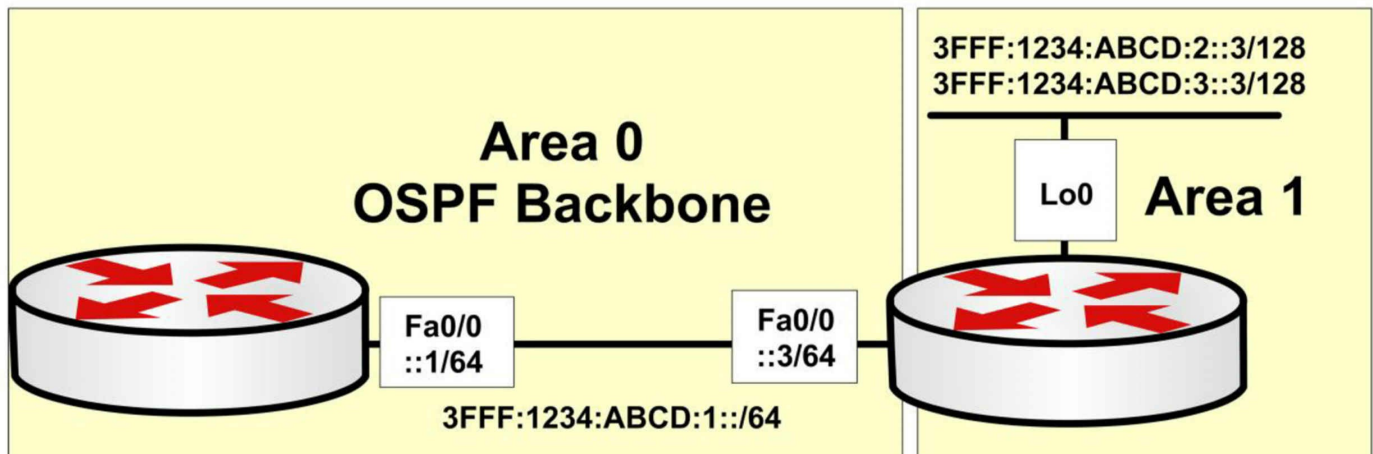 3FFF:1234:ABCD:2::3/128
3FFF:1234:ABCD:3::3/128
Area 0
OSPF Backbone
Lo0
Area 1
Fa0/0
::1/64
Fa0/0
::3/64
3FFF:1234:ABCD:1::/64